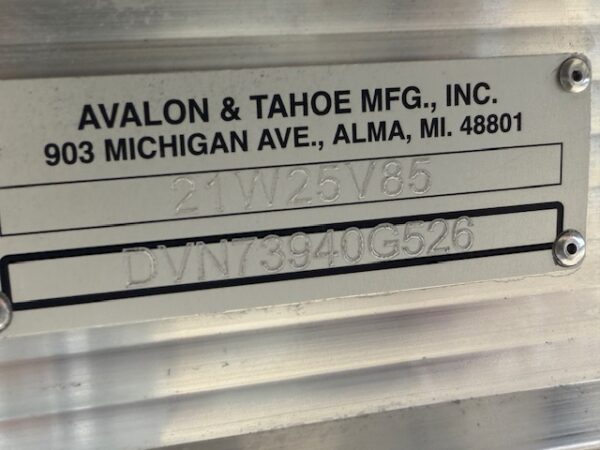 AVALON & TAHOE MFG., INC.
903 MICHIGAN AVE., ALMA, MI. 48801
21W25V85
DVN73940G526